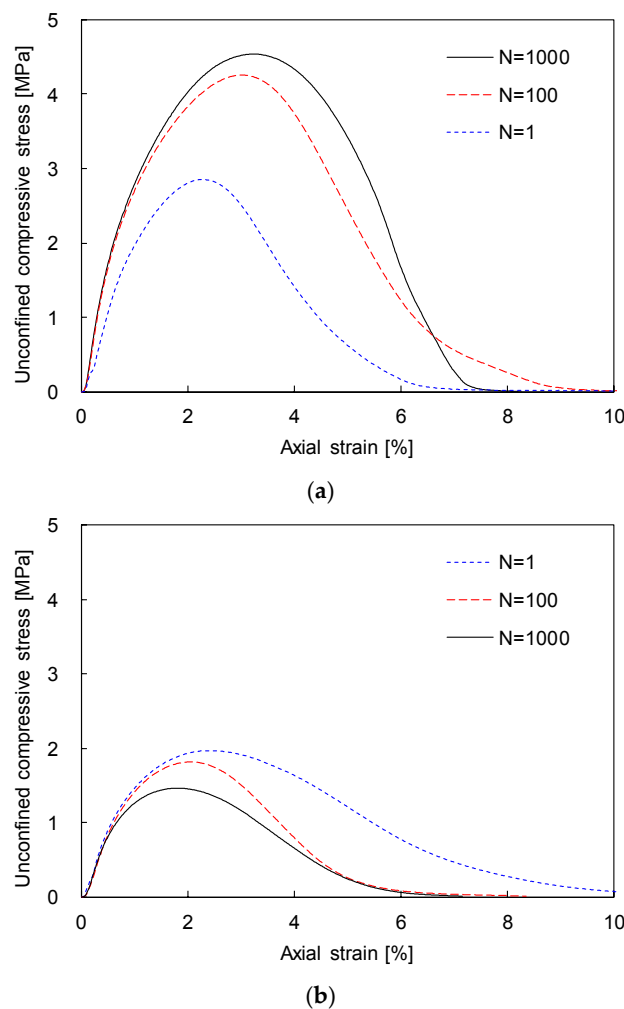 Unconfined compressive stress [MPa]
5
4
3
2
1
0
N=1000
N=100
N=1
0 2 4 6 8 10
Axial strain [%]
(a)
Unconfined compressive stress [MPa]
5
4
3
2
1
0
N=1
N=100
N=1000
0 2 4 6 8 10
Axial strain [%]
(b)